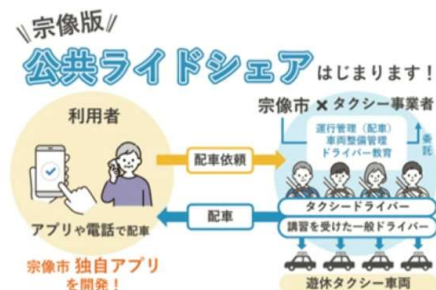 宗像版
公共ライドシェアはじまります！
利用者
アプリや電話で配車
宗像市 独自アプリ
を開発！
配車依頼
配車
宗像市 × タクシー事業者
運行管理（配車）
車両整備管理
ドライバー教育
委託
タクシードライバー
講習を受けた一般ドライバー
遊休タクシー車両